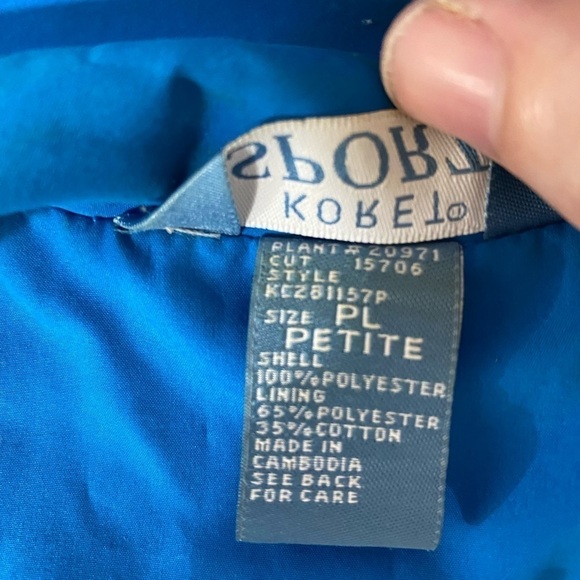 KORET®
SPORT
PLANT# 20971
CUT 15706
STYLE
KCZ81157P
SIZE PL
PETITE
SHELL
100%POLYESTER
LINING
65%POLYESTER
35%COTTON
MADE IN
CAMBODIA
SEE BACK
FOR CARE